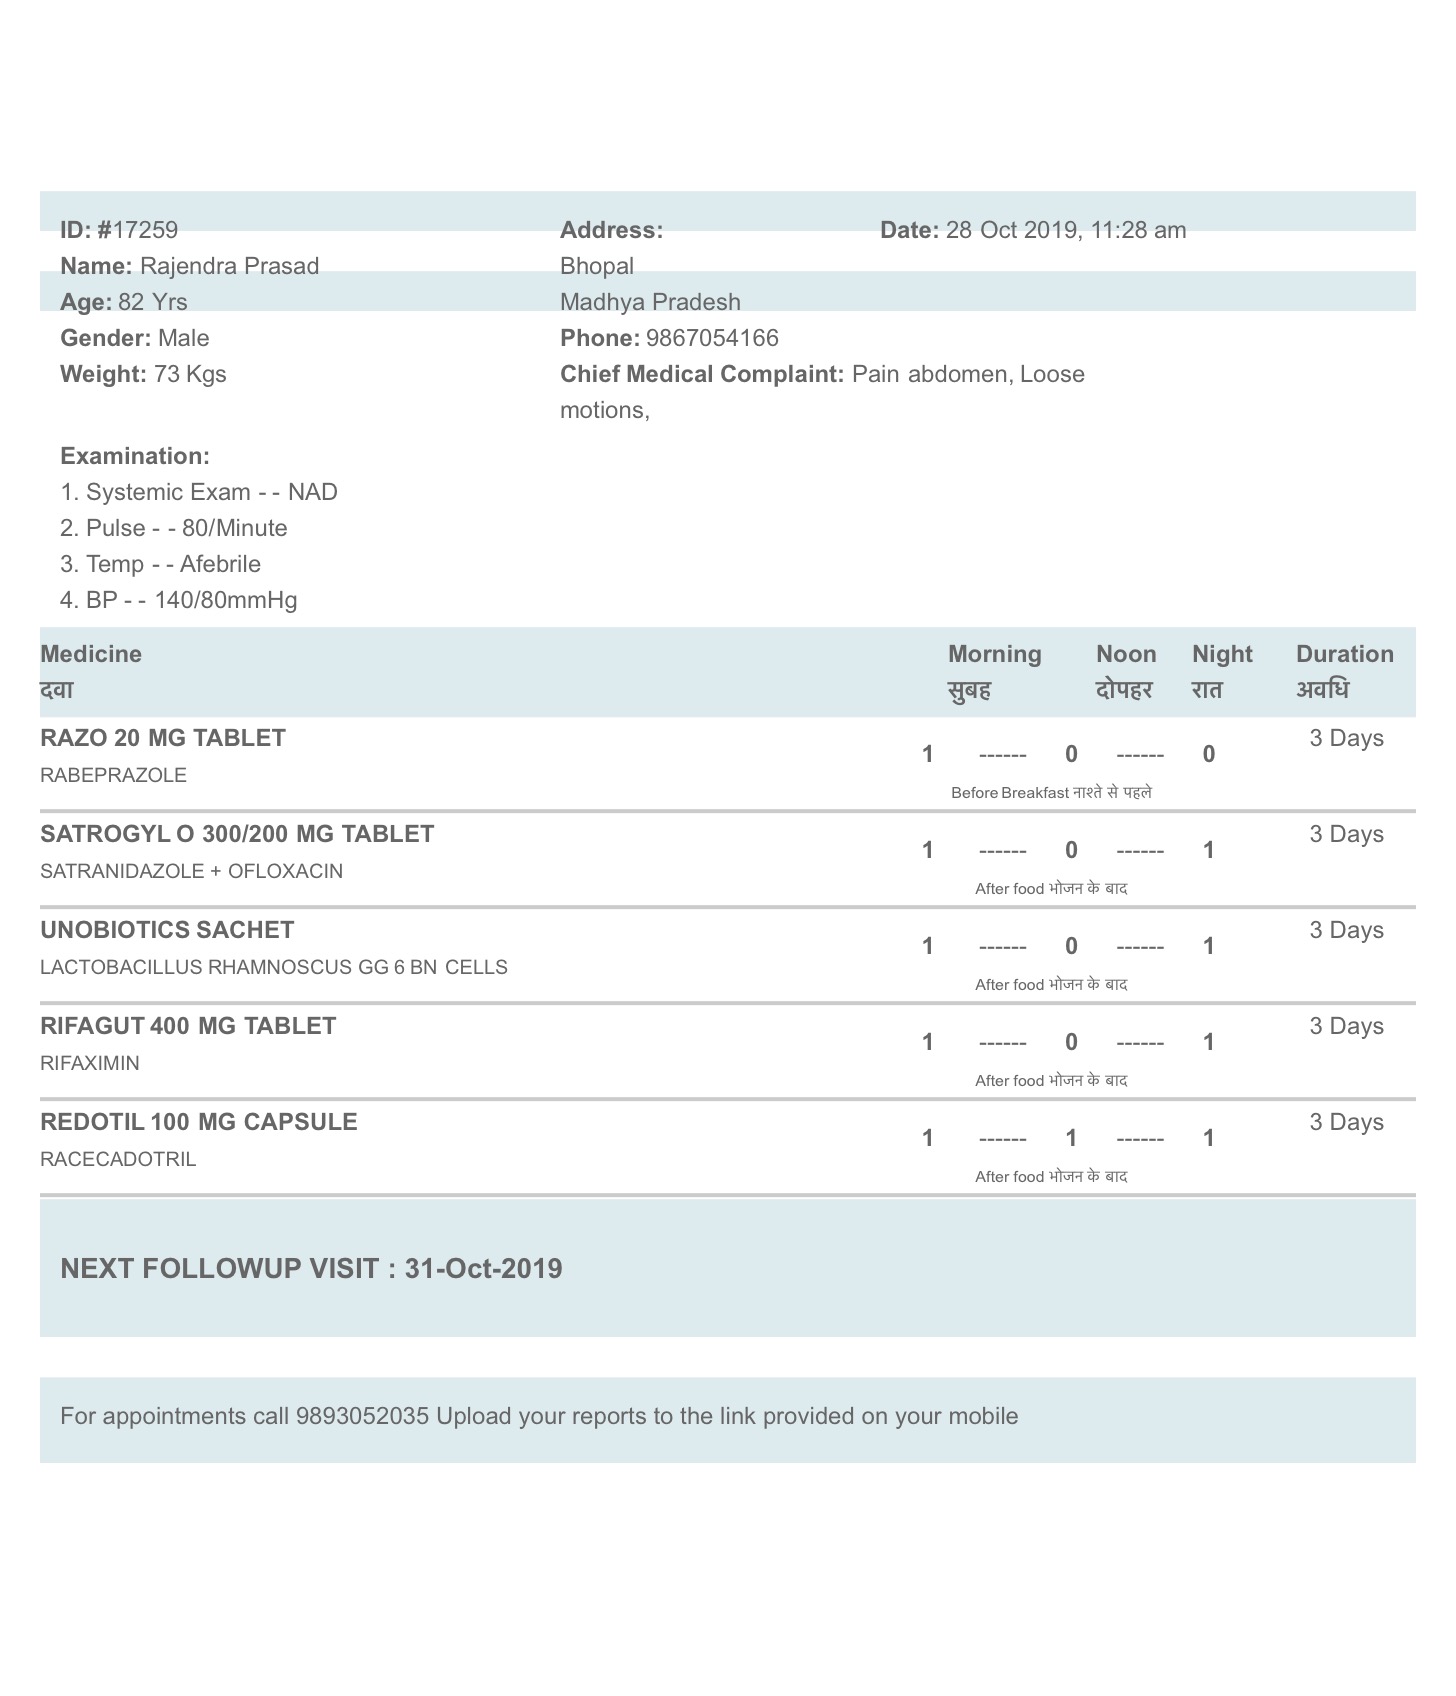 ID: #17259
Address:
Date: 28 Oct 2019, 11:28 am
Name: Rajendra Prasad
Bhopal
Age: 82 Yrs
Madhya Pradesh
Gender: Male
Phone: 9867054166
Weight: 73 Kgs
Chief Medical Complaint: Pain abdomen, Loose
motions,
Examination:
1. Systemic Exam - - NAD
2. Pulse - - 80/Minute
3. Temp - - Afebrile
4. BP - - 140/80mmHg
Medicine Morning Noon Night Duration
दवा सुबह दोपहर रात अवधि
RAZO 20 MG TABLET 3 Days
1 ------ 0 ------ 0
RABEPRAZOLE
Before Breakfast नाश्ते से पहले
SATROGYL O 300/200 MG TABLET 3 Days
1 ------ 0 ------ 1
SATRANIDAZOLE + OFLOXACIN
After food भोजन के बाद
UNOBIOTICS SACHET 3 Days
1 ------ 0 ------ 1
LACTOBACILLUS RHAMNOSCUS GG 6 BN CELLS
After food भोजन के बाद
RIFAGUT 400 MG TABLET 3 Days
1 ------ 0 ------ 1
RIFAXIMIN
After food भोजन के बाद
REDOTIL 100 MG CAPSULE 3 Days
1 ------ 1 ------ 1
RACECADOTRIL
After food भोजन के बाद
NEXT FOLLOWUP VISIT : 31-Oct-2019
For appointments call 9893052035 Upload your reports to the link provided on your mobile